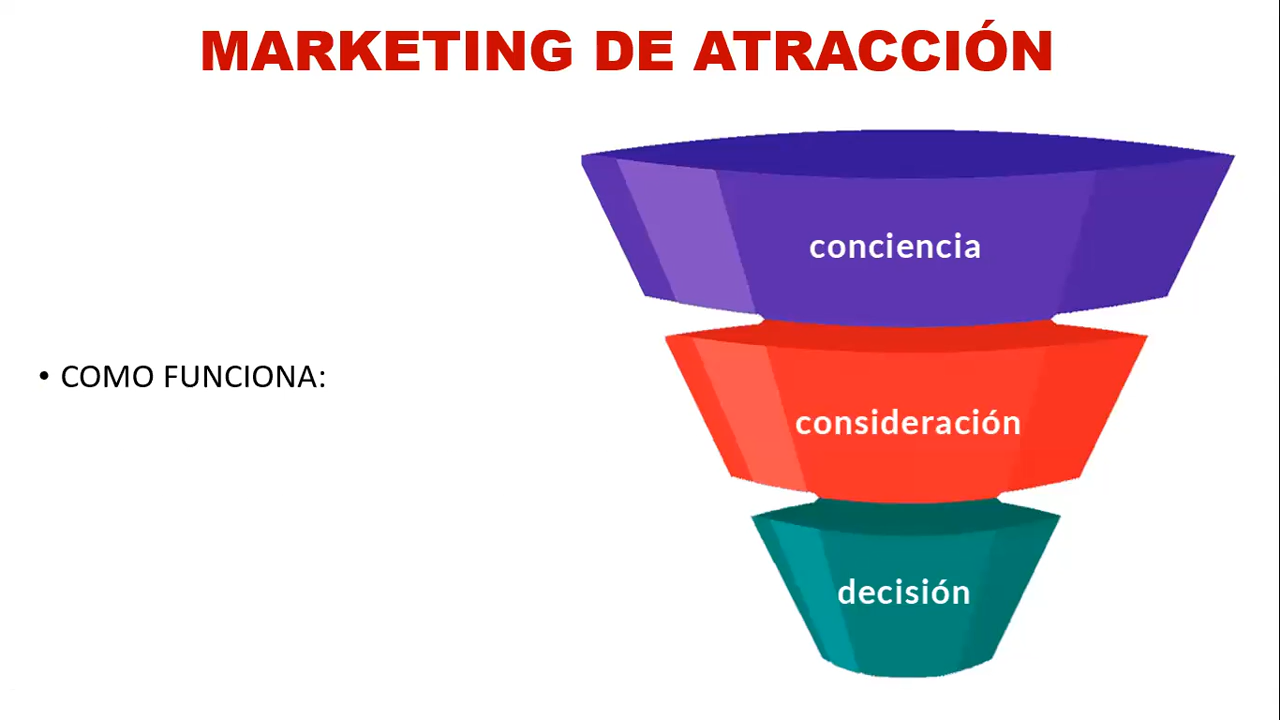 MARKETING DE ATRACCIÓN
• COMO FUNCIONA:
conciencia
consideración
decisión